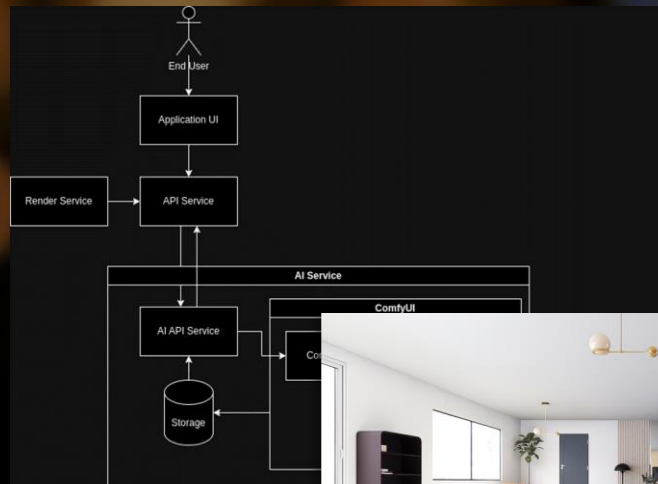 End User
Application UI
Render Service
API Service
AI Service
ComfyUI
AI API Service
Storage